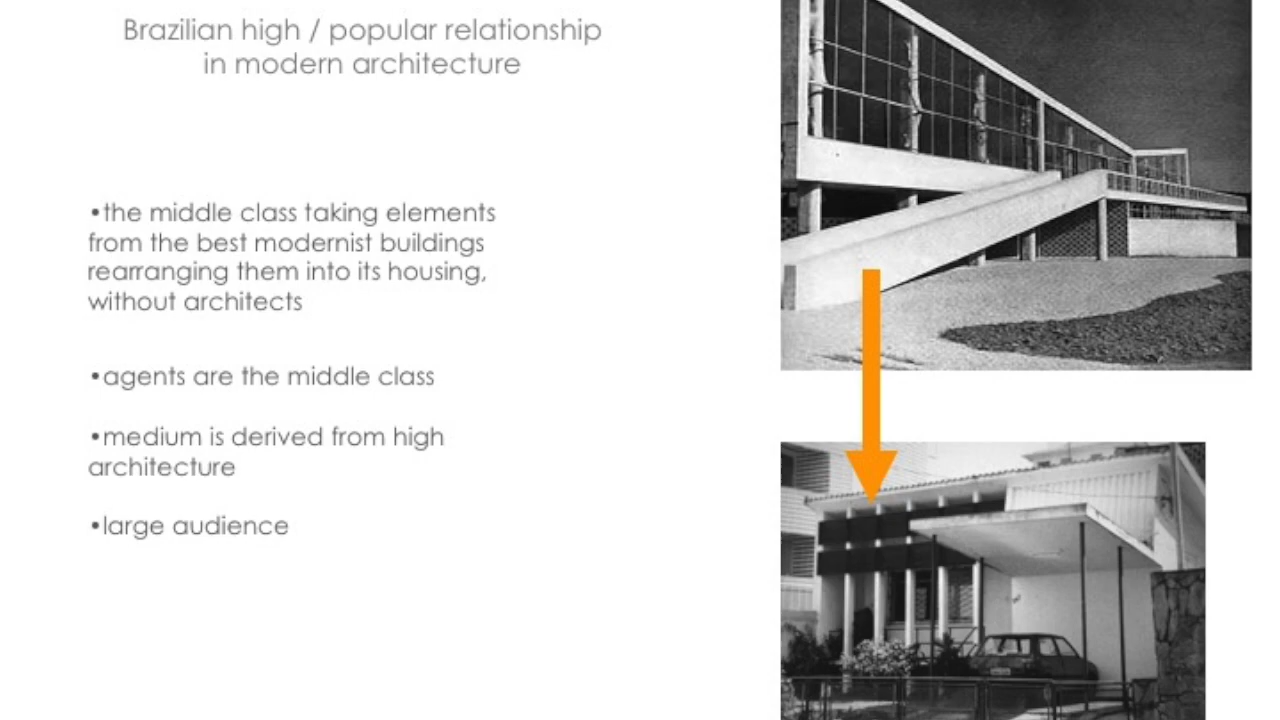 Brazilian high / popular relationship
in modern architecture
•the middle class taking elements
from the best modernist buildings
rearranging them into its housing,
without architects
•agents are the middle class
•medium is derived from high
architecture
•large audience